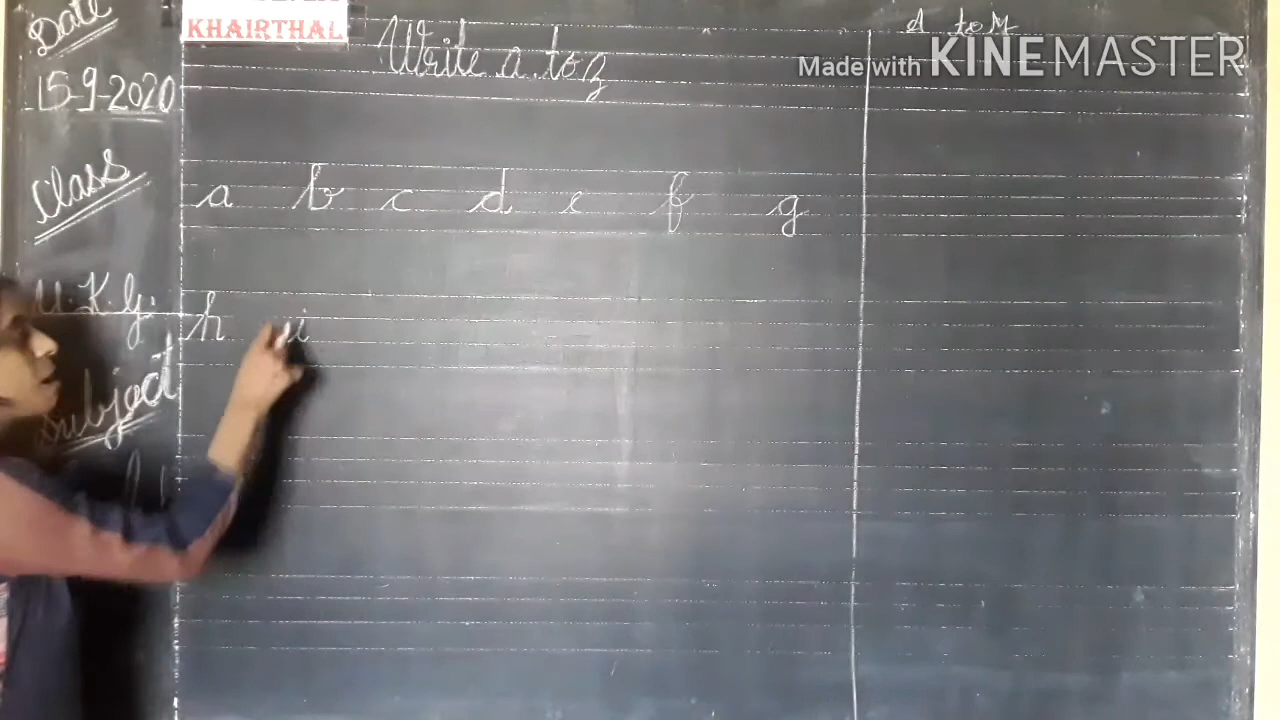 Date
15-9-2020
Class
U.K.G.
Subject
KHAIRTHAL
Write a to z
a b c d e f g
h i
Made with KINEMASTER